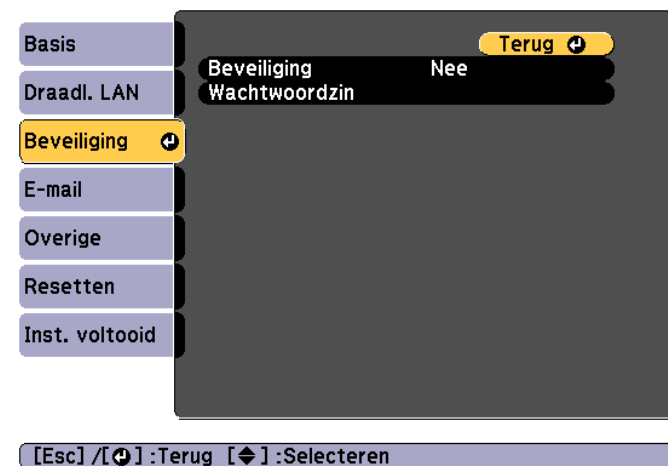 Basis
Draadl. LAN
Beveiliging
E-mail
Overige
Resetten
Inst. voltooid
Terug
Beveiliging Nee
Wachtwoordzin
[Esc] /[ ] :Terug [ ] :Selecteren